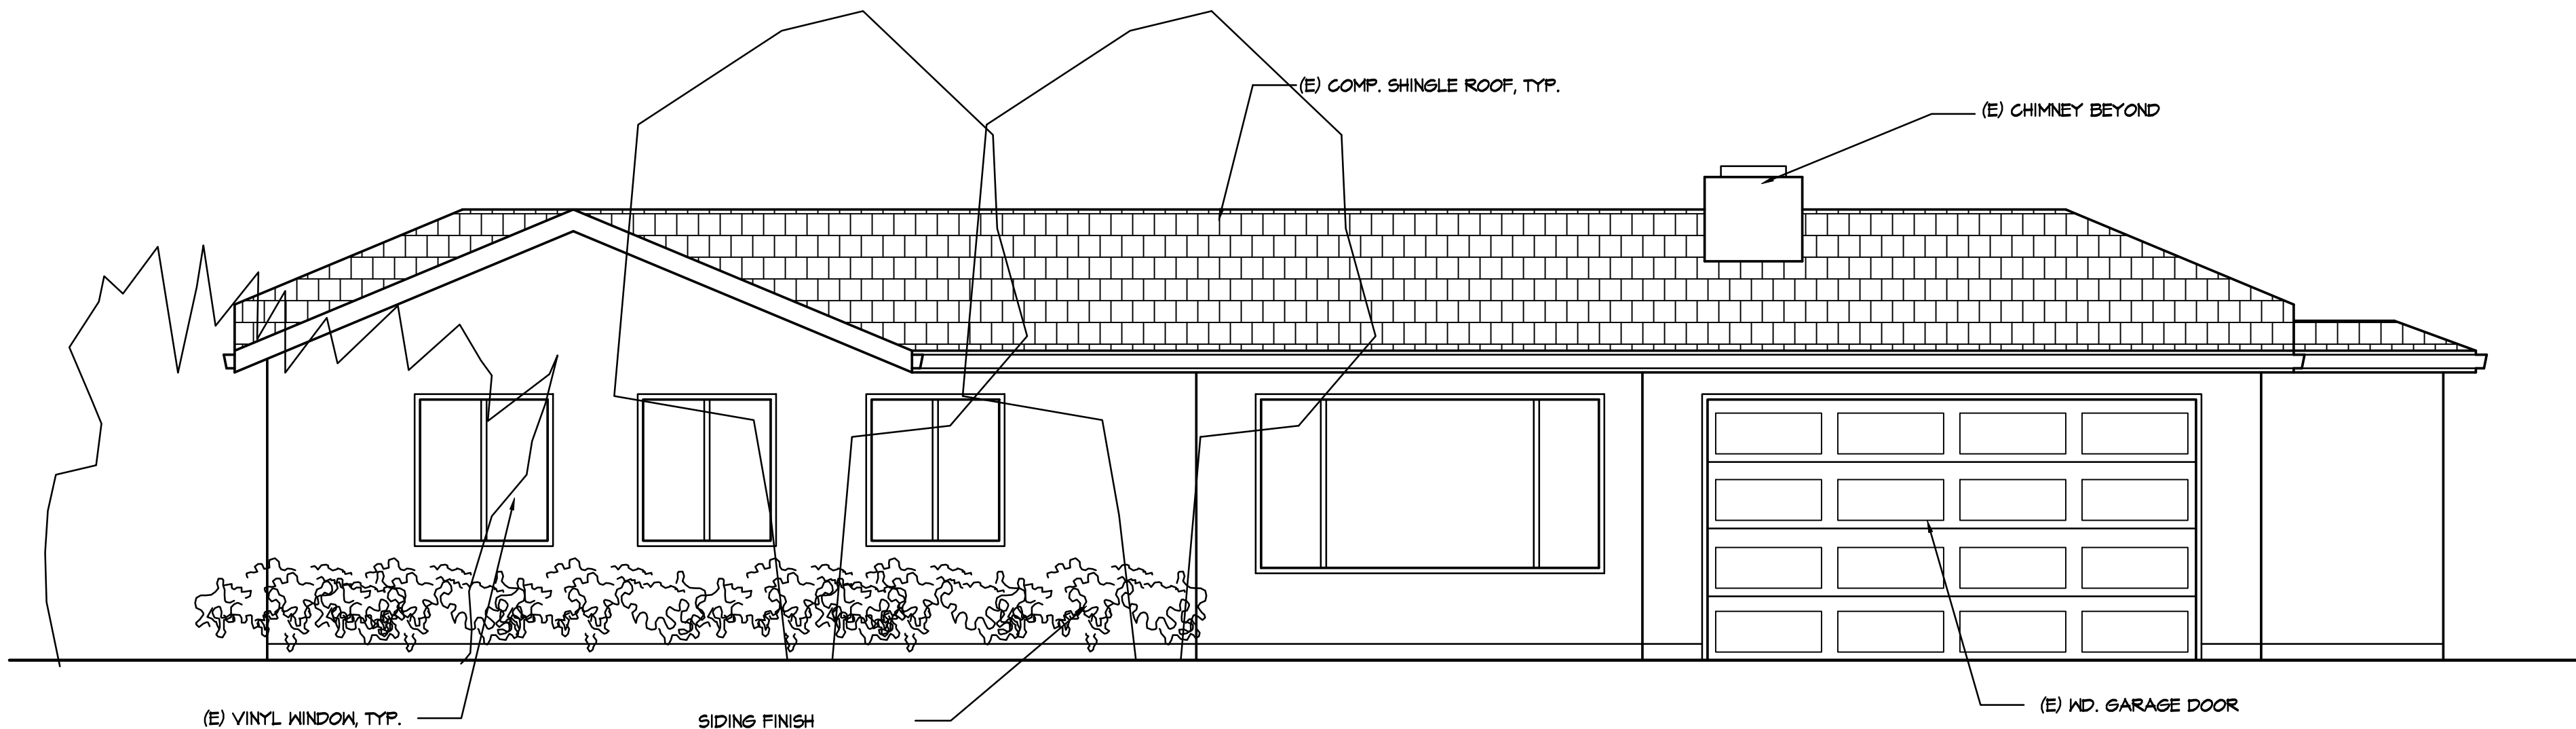 (E) COMP. SHINGLE ROOF, TYP.
(E) CHIMNEY BEYOND
(E) VINYL WINDOW, TYP.
SIDING FINISH
(E) WD. GARAGE DOOR